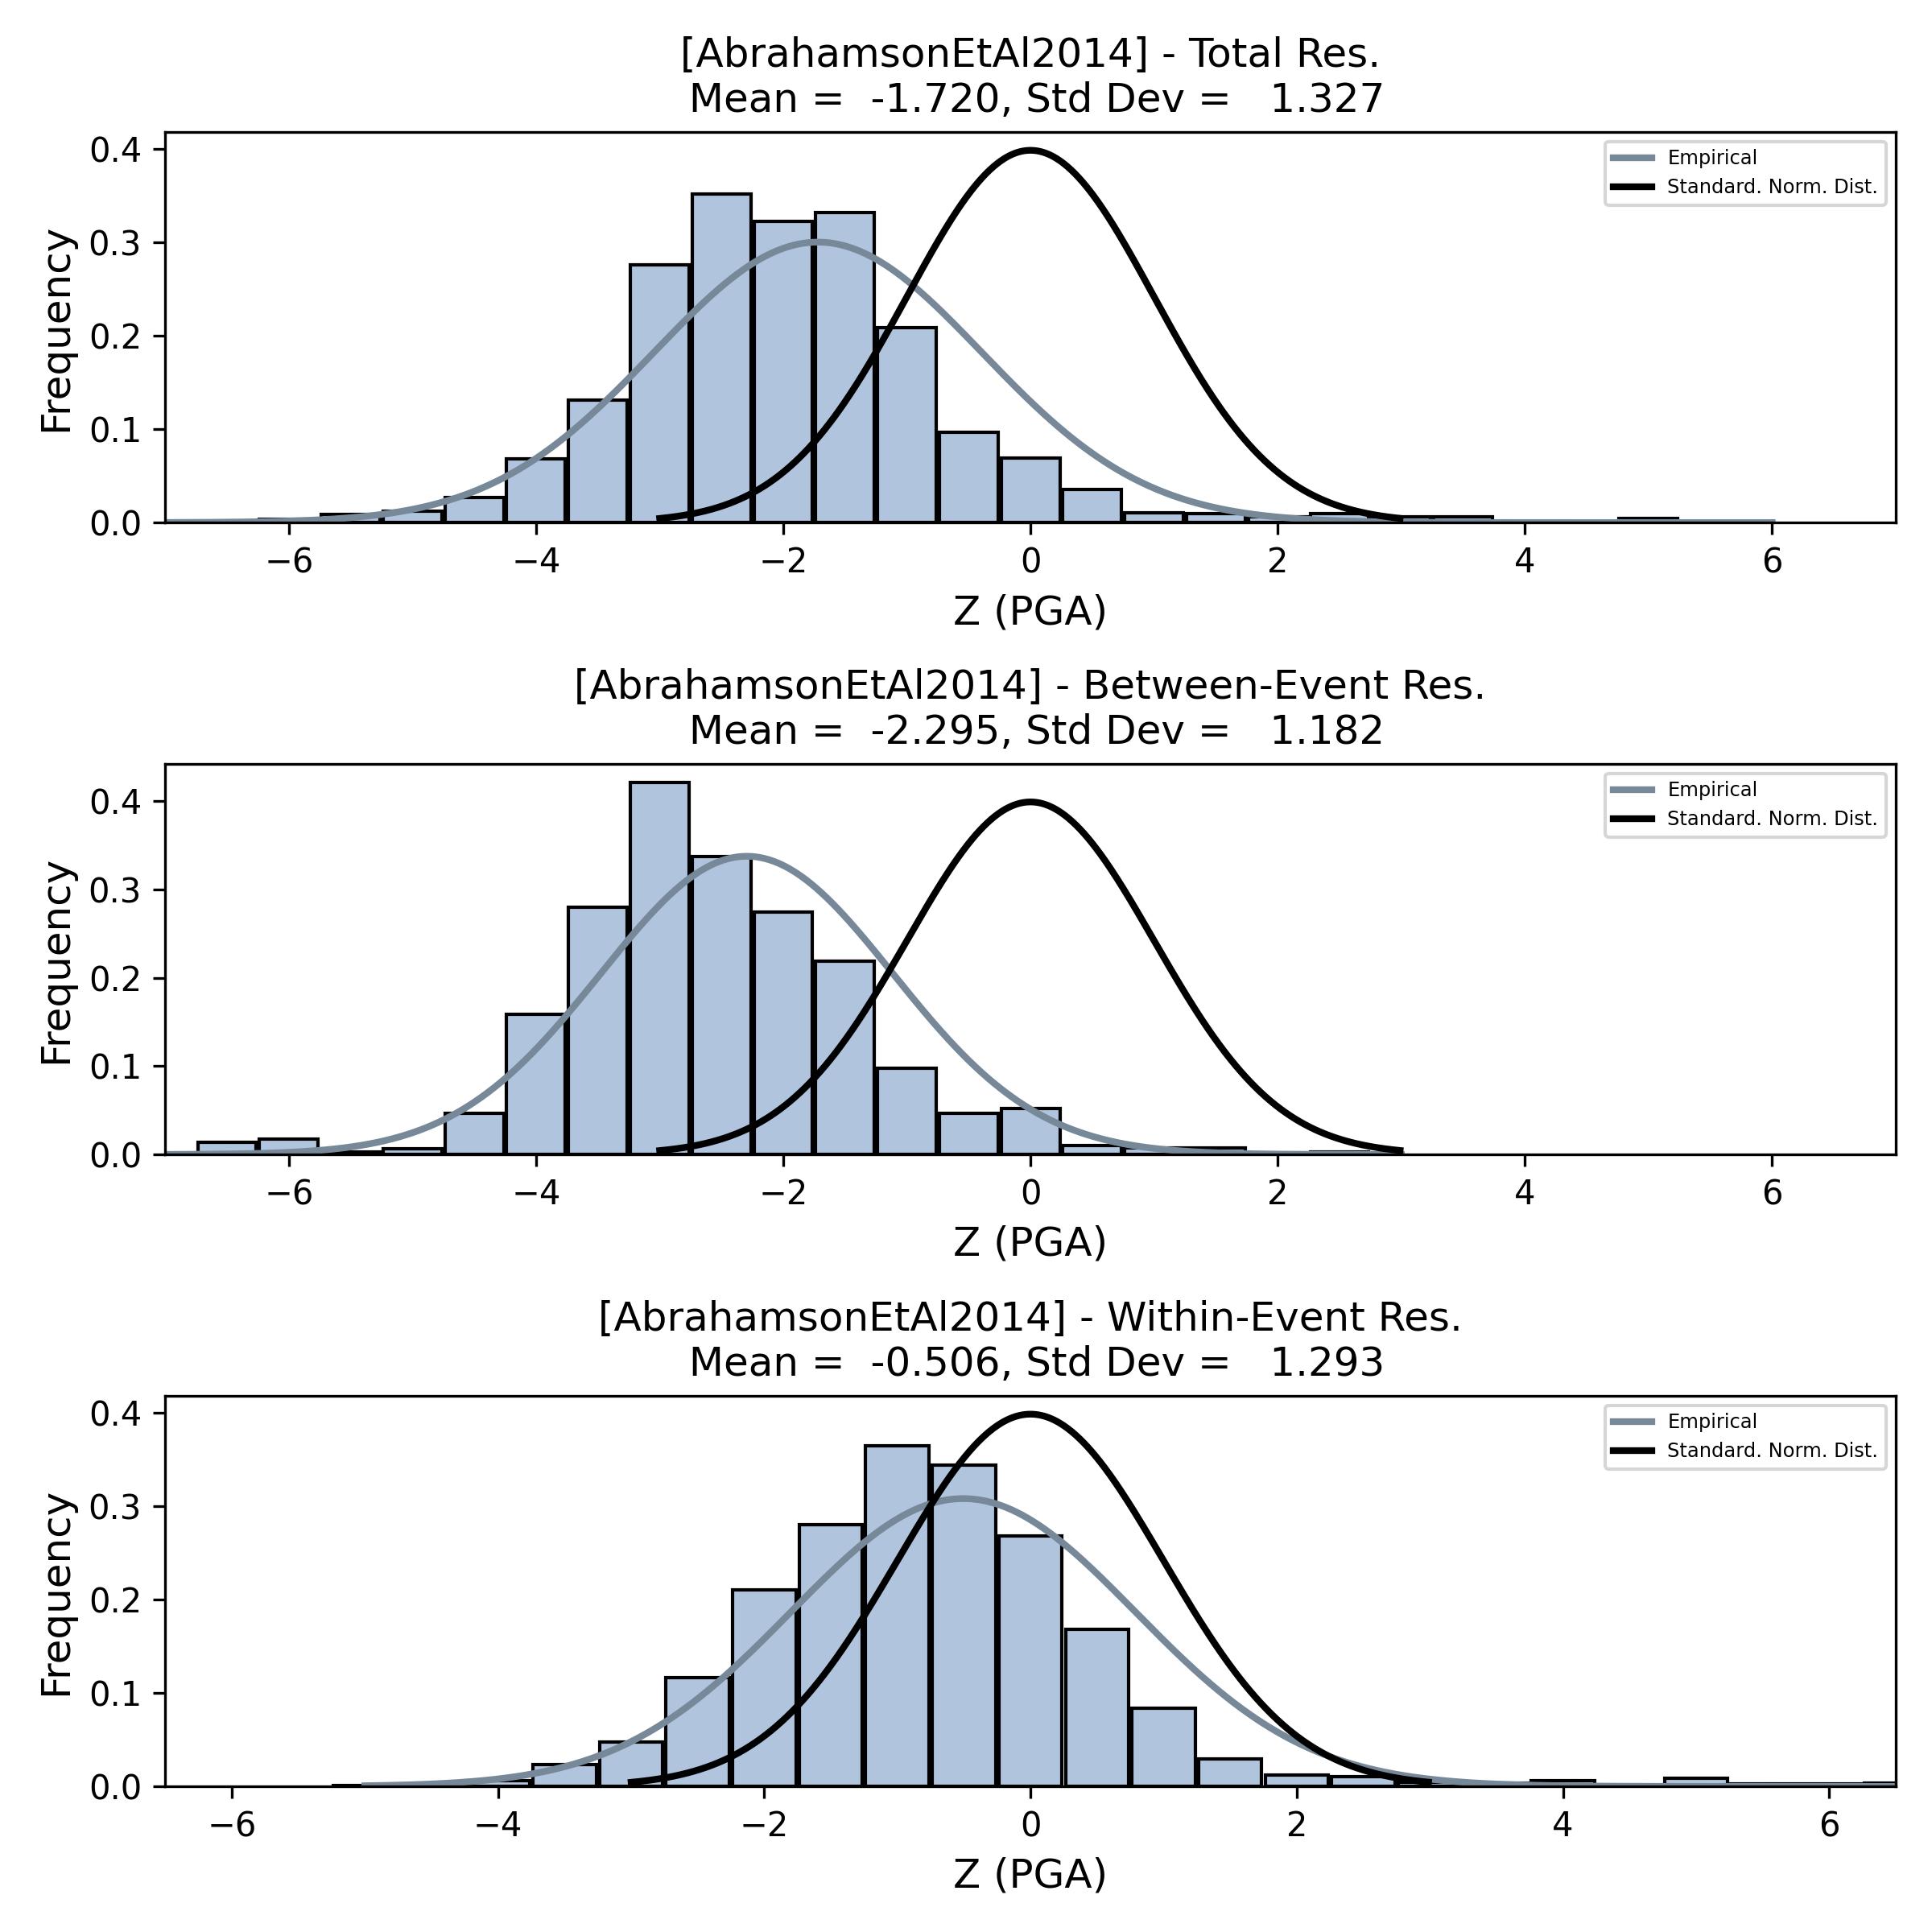 [AbrahamsonEtAl2014] - Total Res.
Mean =  -1.720, Std Dev =   1.327
Empirical
Standard. Norm. Dist.
0.4
0.3
0.2
0.1
0.0
Frequency
−6 −4 −2 0 2 4 6
Z (PGA)
[AbrahamsonEtAl2014] - Between-Event Res.
Mean =  -2.295, Std Dev =   1.182
Empirical
Standard. Norm. Dist.
0.4
0.3
0.2
0.1
0.0
Frequency
−6 −4 −2 0 2 4 6
Z (PGA)
[AbrahamsonEtAl2014] - Within-Event Res.
Mean =  -0.506, Std Dev =   1.293
Empirical
Standard. Norm. Dist.
0.4
0.3
0.2
0.1
0.0
Frequency
−6 −4 −2 0 2 4 6
Z (PGA)